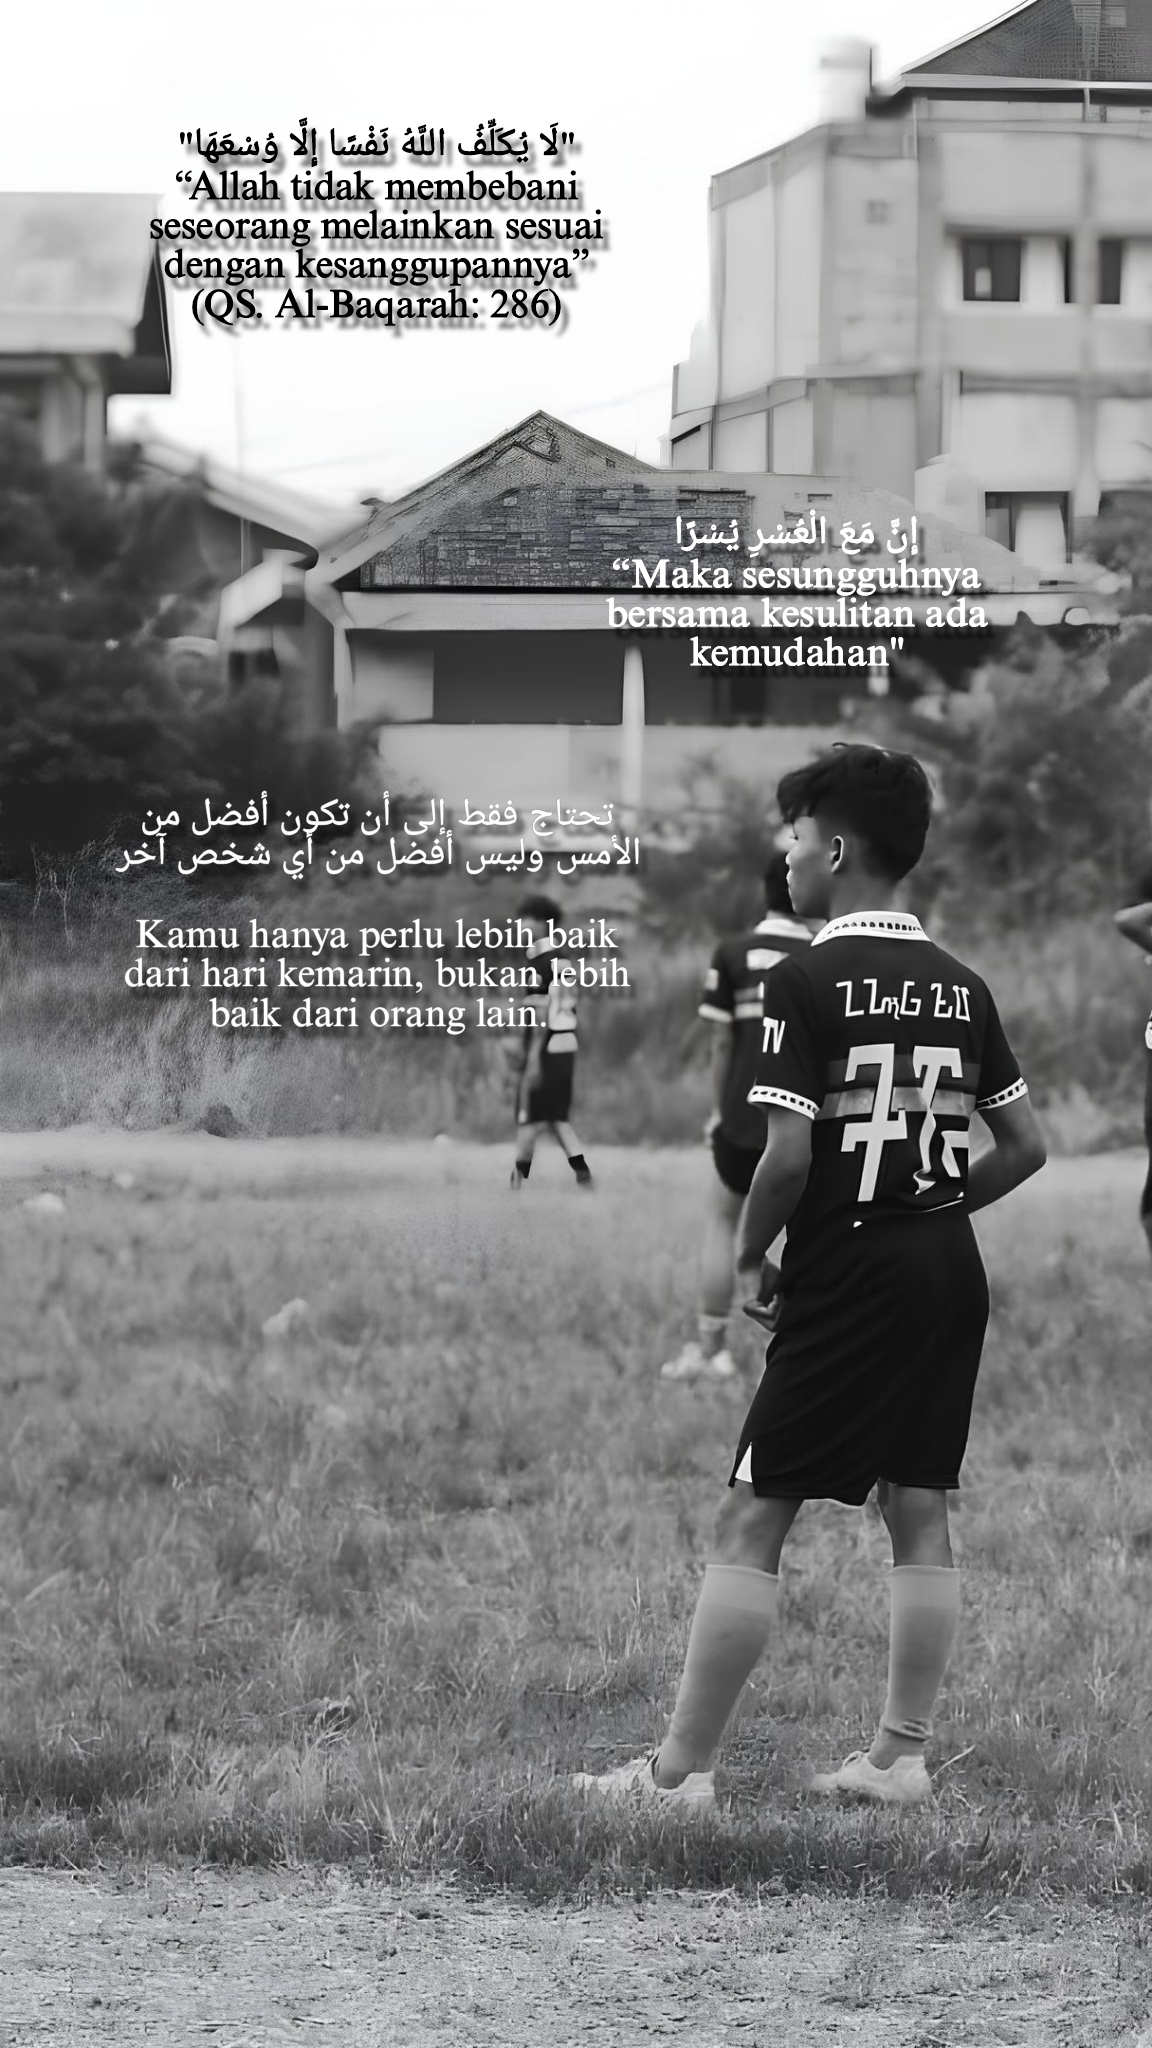 "لَا يُكَلِّفُ اللَّهُ نَفْسًا إِلَّا وُسْعَهَا"
“Allah tidak membebani
seseorang melainkan sesuai
dengan kesanggupannya”
(QS. Al-Baqarah: 286)
إِنَّ مَعَ الْعُسْرِ يُسْرًا
“Maka sesungguhnya
bersama kesulitan ada
kemudahan"
تحتاج فقط إلى أن تكون أفضل من
الأمس وليس أفضل من أي شخص آخر
Kamu hanya perlu lebih baik
dari hari kemarin, bukan lebih
baik dari orang lain.
TV